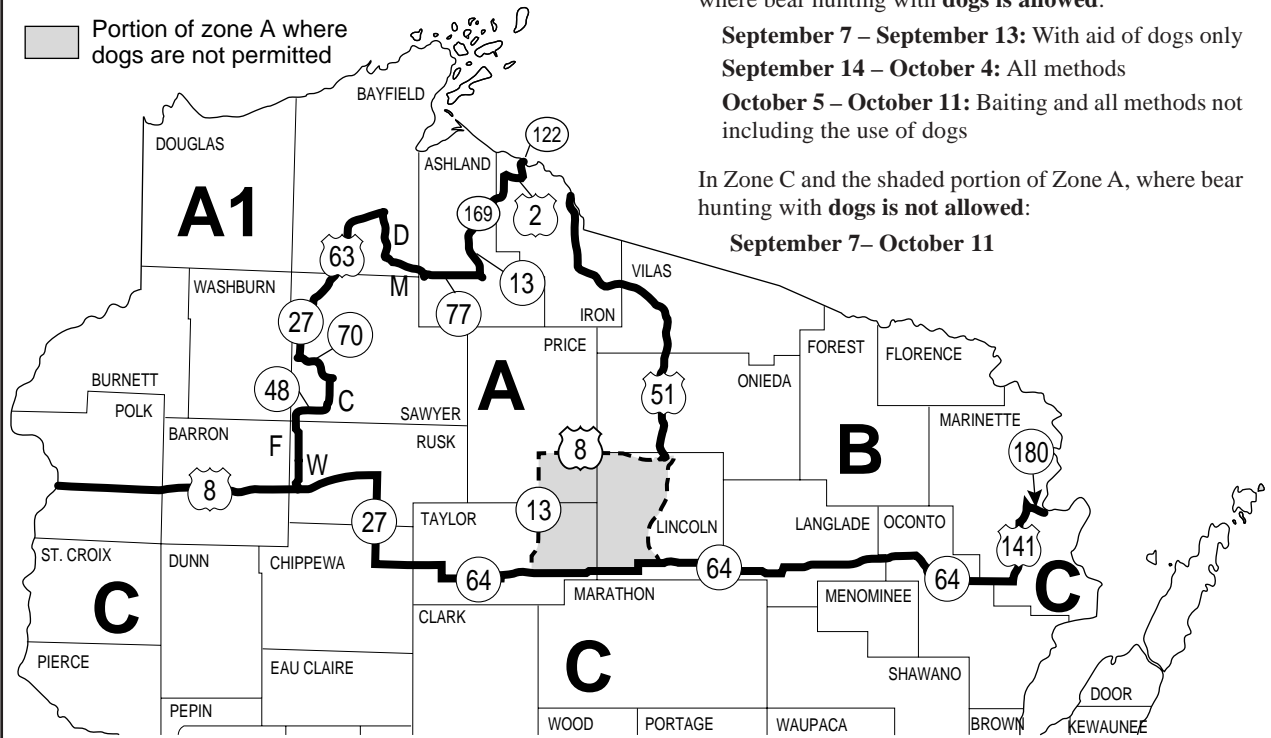 Portion of zone A where
dogs are not permitted
where bear hunting with dogs is allowed:
September 7 – September 13: With aid of dogs only
September 14 – October 4: All methods
October 5 – October 11: Baiting and all methods not
including the use of dogs
In Zone C and the shaded portion of Zone A, where bear
hunting with dogs is not allowed:
September 7– October 11
BAYFIELD
DOUGLAS
ASHLAND
122
A1
169
2
D
63
M
13
VILAS
WASHBURN
77
IRON
27
70
PRICE
FOREST
FLORENCE
A
51
ONIEDA
BURNETT
48
C
POLK
SAWYER
MARINETTE
BARRON
RUSK
F
8
B
180
W
8
13
27
TAYLOR
LINCOLN
LANGLADE
OCONTO
141
ST. CROIX
DUNN
CHIPPEWA
64
64
64
C
C
MARATHON
MENOMINEE
CLARK
PIERCE
EAU CLAIRE
C
SHAWANO
DOOR
PEPIN
WOOD
PORTAGE
WAUPACA
BROWN
KEWAUNEE